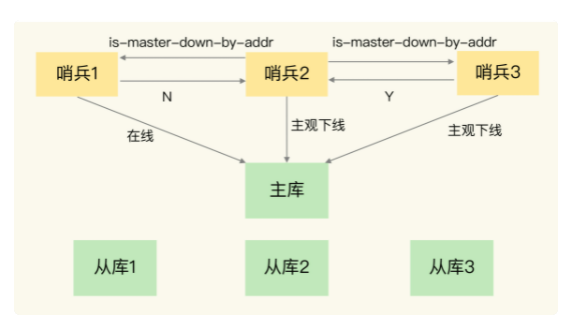 is-master-down-by-addr
is-master-down-by-addr
哨兵1
哨兵2
哨兵3
N
Y
在线
主观下线
主观下线
主库
从库1
从库2
从库3